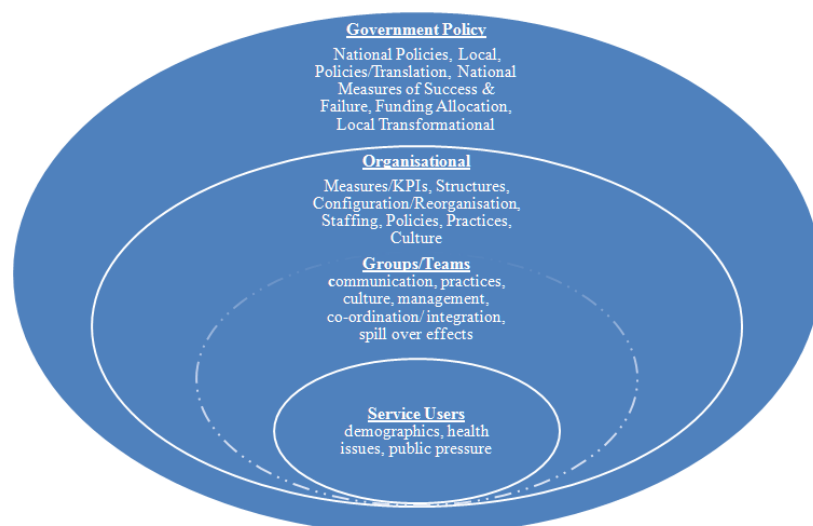 Government Policy
National Policies, Local,
Policies/Translation, National
Measures of Success &
Failure, Funding Allocation,
Local Transformational
Organisational
Measures/KPIs, Structures,
Configuration/Reorganisation,
Staffing, Policies, Practices,
Culture
Groups/Teams
communication, practices,
culture, management,
co-ordination/ integration,
spill over effects
Service Users
demographics, health
issues, public pressure